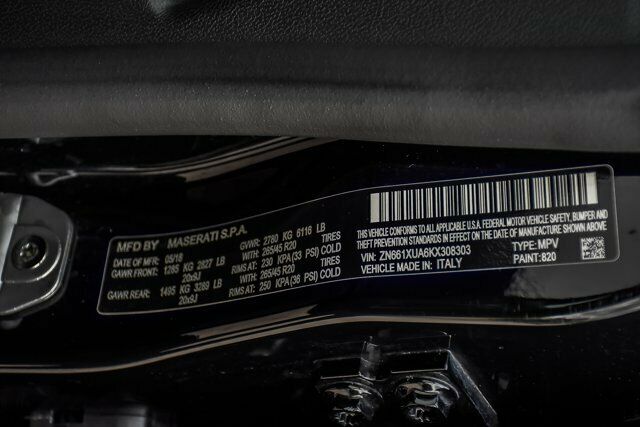 MFD BY MASERATI S.P.A.
DATE OF MFR: 05/18 GVWR: 2780 KG 6116 LB TIRES
GAWR FRONT: 1285 KG 2827 LB 265/45 R20
20x9J RIMS AT: 230 KPA(33 PSI) COLD TIRES
GAWR REAR: 1495 KG 3289 LB 265/45 R20
20x9J RIMS AT: 250 KPA(36 PSI) COLD
THIS VEHICLE CONFORMS TO ALL APPLICABLE U.S.A. FEDERAL MOTOR VEHICLE SAFETY, BUMPER AND
THEFT PREVENTION STANDARDS IN EFFECT ON THE DATE OF MANUFACTURE SHOWN ABOVE
VIN: ZN661XUA6KX308303 TYPE: MPV
VEHICLE MADE IN: ITALY PAINT: 820